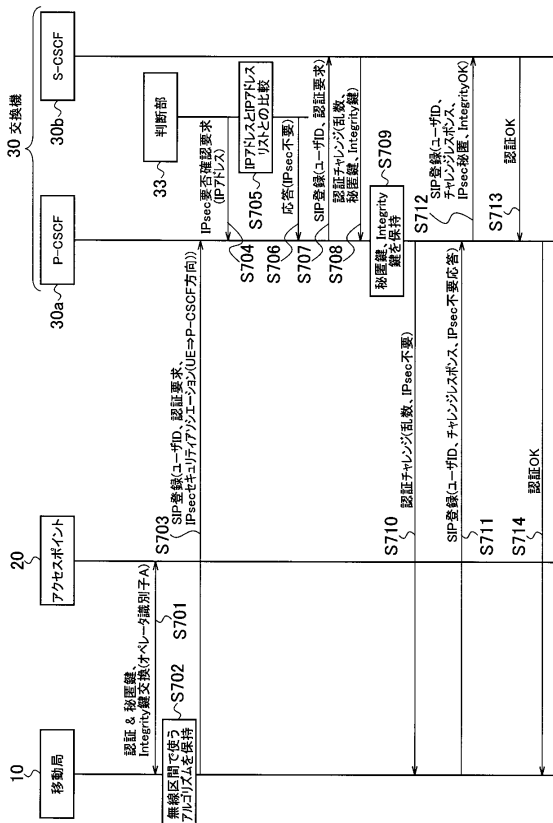 30 交換機
10
移動局
20
アクセスポイント
30a
P-CSCF
30b
S-CSCF
33
判断部
認証 & 秘匿鍵、
Integrity鍵交換(オペレータ識別子A)
S701
S702
無線区間で使う
アルゴリズムを保持
S703
SIP登録(ユーザID、認証要求、
IPsecセキュリティアソシエーション(UE⇒P-CSCF方向))
IPsec要否確認要求
(IPアドレス)
S704
S705
IPアドレスとIPアドレス
リストとの比較
S706
応答(IPsec不要)
S707
SIP登録(ユーザID、認証要求)
S708
認証チャレンジ(乱数、
秘匿鍵、Integrity鍵)
S709
秘匿鍵、Integrity
鍵を保持
S710
認証チャレンジ(乱数、IPsec不要)
S711
SIP登録(ユーザID、チャレンジレスポンス、IPsec不要応答)
S712
SIP登録(ユーザID、
チャレンジレスポンス、
IPsec秘匿、IntegrityOK)
S713
認証OK
S714
認証OK